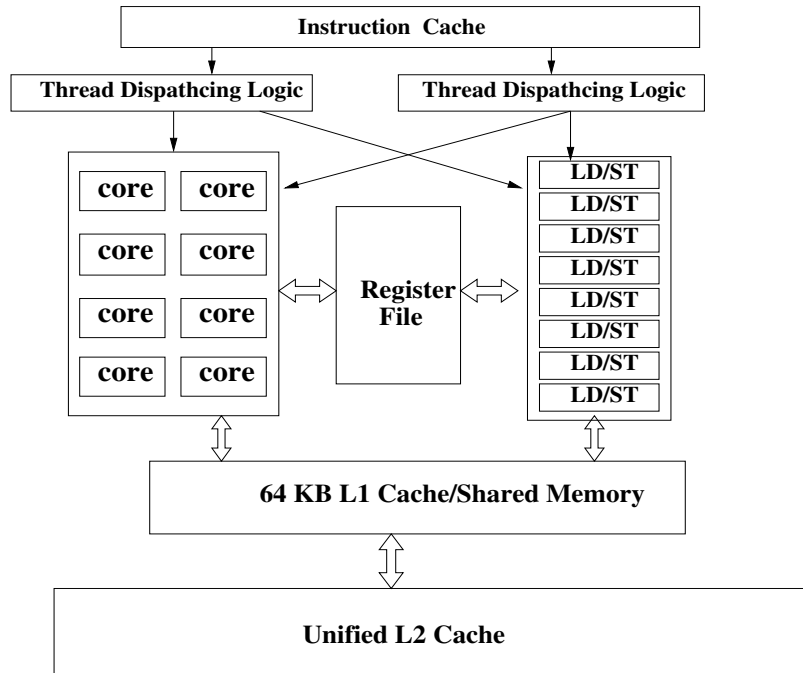 Instruction Cache
Thread Dispathcing Logic
Thread Dispathcing Logic
core core
core core
core core
core core
Register
File
LD/ST
LD/ST
LD/ST
LD/ST
LD/ST
LD/ST
LD/ST
LD/ST
64 KB L1 Cache/Shared Memory
Unified L2 Cache